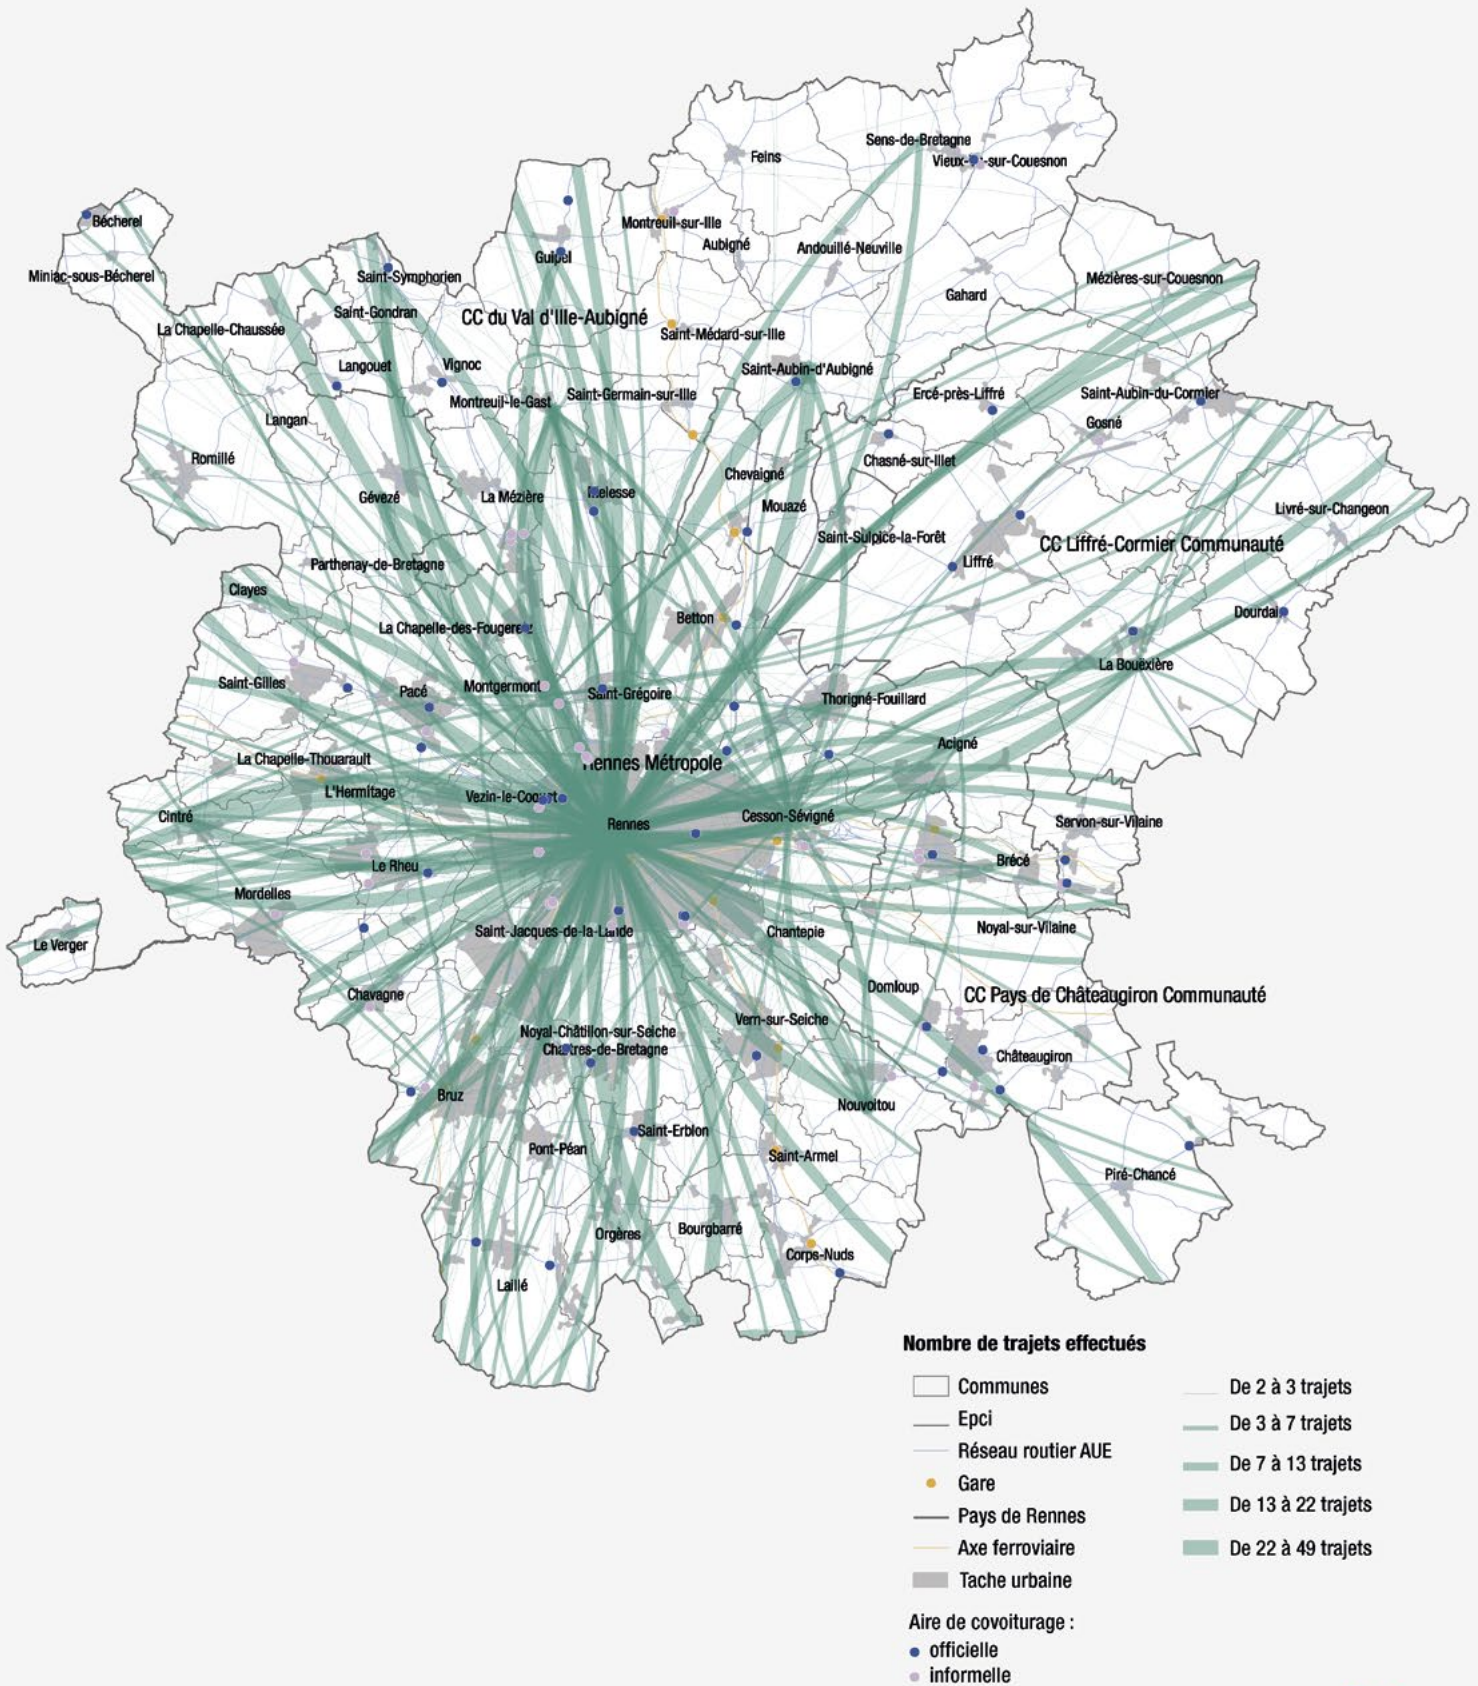 Sens-de-Bretagne
Feins
Vieux-Vy-sur-Couesnon
Bécherel
Montreuil-sur-Ille
Aubigné
Andouillé-Neuville
Guipel
Miniac-sous-Bécherel
Saint-Symphorien
Mézières-sur-Couesnon
Gahard
Saint-Gondran
CC du Val d'Ille-Aubigné
La Chapelle-Chaussée
Saint-Médard-sur-Ille
Langouet
Vignoc
Saint-Aubin-d'Aubigné
Montreuil-le-Gast
Saint-Germain-sur-Ille
Ercé-près-Liffré
Saint-Aubin-du-Cormier
Langan
Gosné
Romillé
Chasné-sur-Illet
Chevaigné
Gévezé
La Mézière
Melesse
Mouazé
Livré-sur-Changeon
Saint-Sulpice-la-Forêt
CC Liffré-Cormier Communauté
Parthenay-de-Bretagne
Liffré
Clayes
Dourdain
Betton
La Chapelle-des-Fougeretz
La Bouëxière
Saint-Gilles
Pacé
Montgermont
Saint-Grégoire
Thorigné-Fouillard
Acigné
La Chapelle-Thouarault
Rennes Métropole
L'Hermitage
Vezin-le-Coquet
Cintré
Rennes
Cesson-Sévigné
Servon-sur-Vilaine
Le Rheu
Brécé
Mordelles
Noyal-sur-Vilaine
Saint-Jacques-de-la-Lande
Chantepie
Le Verger
Domloup
Chavagne
CC Pays de Châteaugiron Communauté
Vern-sur-Seiche
Noyal-Châtillon-sur-Seiche
Chartres-de-Bretagne
Châteaugiron
Bruz
Nouvoitou
Saint-Erblon
Pont-Péan
Saint-Armel
Piré-Chancé
Orgères
Bourgbarré
Corps-Nuds
Laillé
Nombre de trajets effectués
Communes
Epci
Réseau routier AUE
Gare
Pays de Rennes
Axe ferroviaire
Tache urbaine
De 2 à 3 trajets
De 3 à 7 trajets
De 7 à 13 trajets
De 13 à 22 trajets
De 22 à 49 trajets
Aire de covoiturage :
officielle
informelle